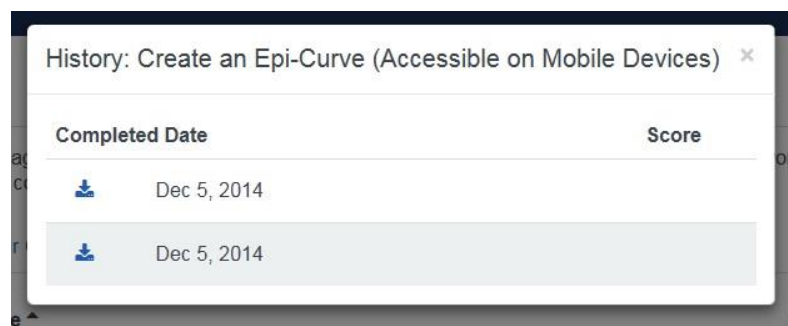 History: Create an Epi-Curve (Accessible on Mobile Devices) ×
Completed Date Score
Dec 5, 2014
Dec 5, 2014